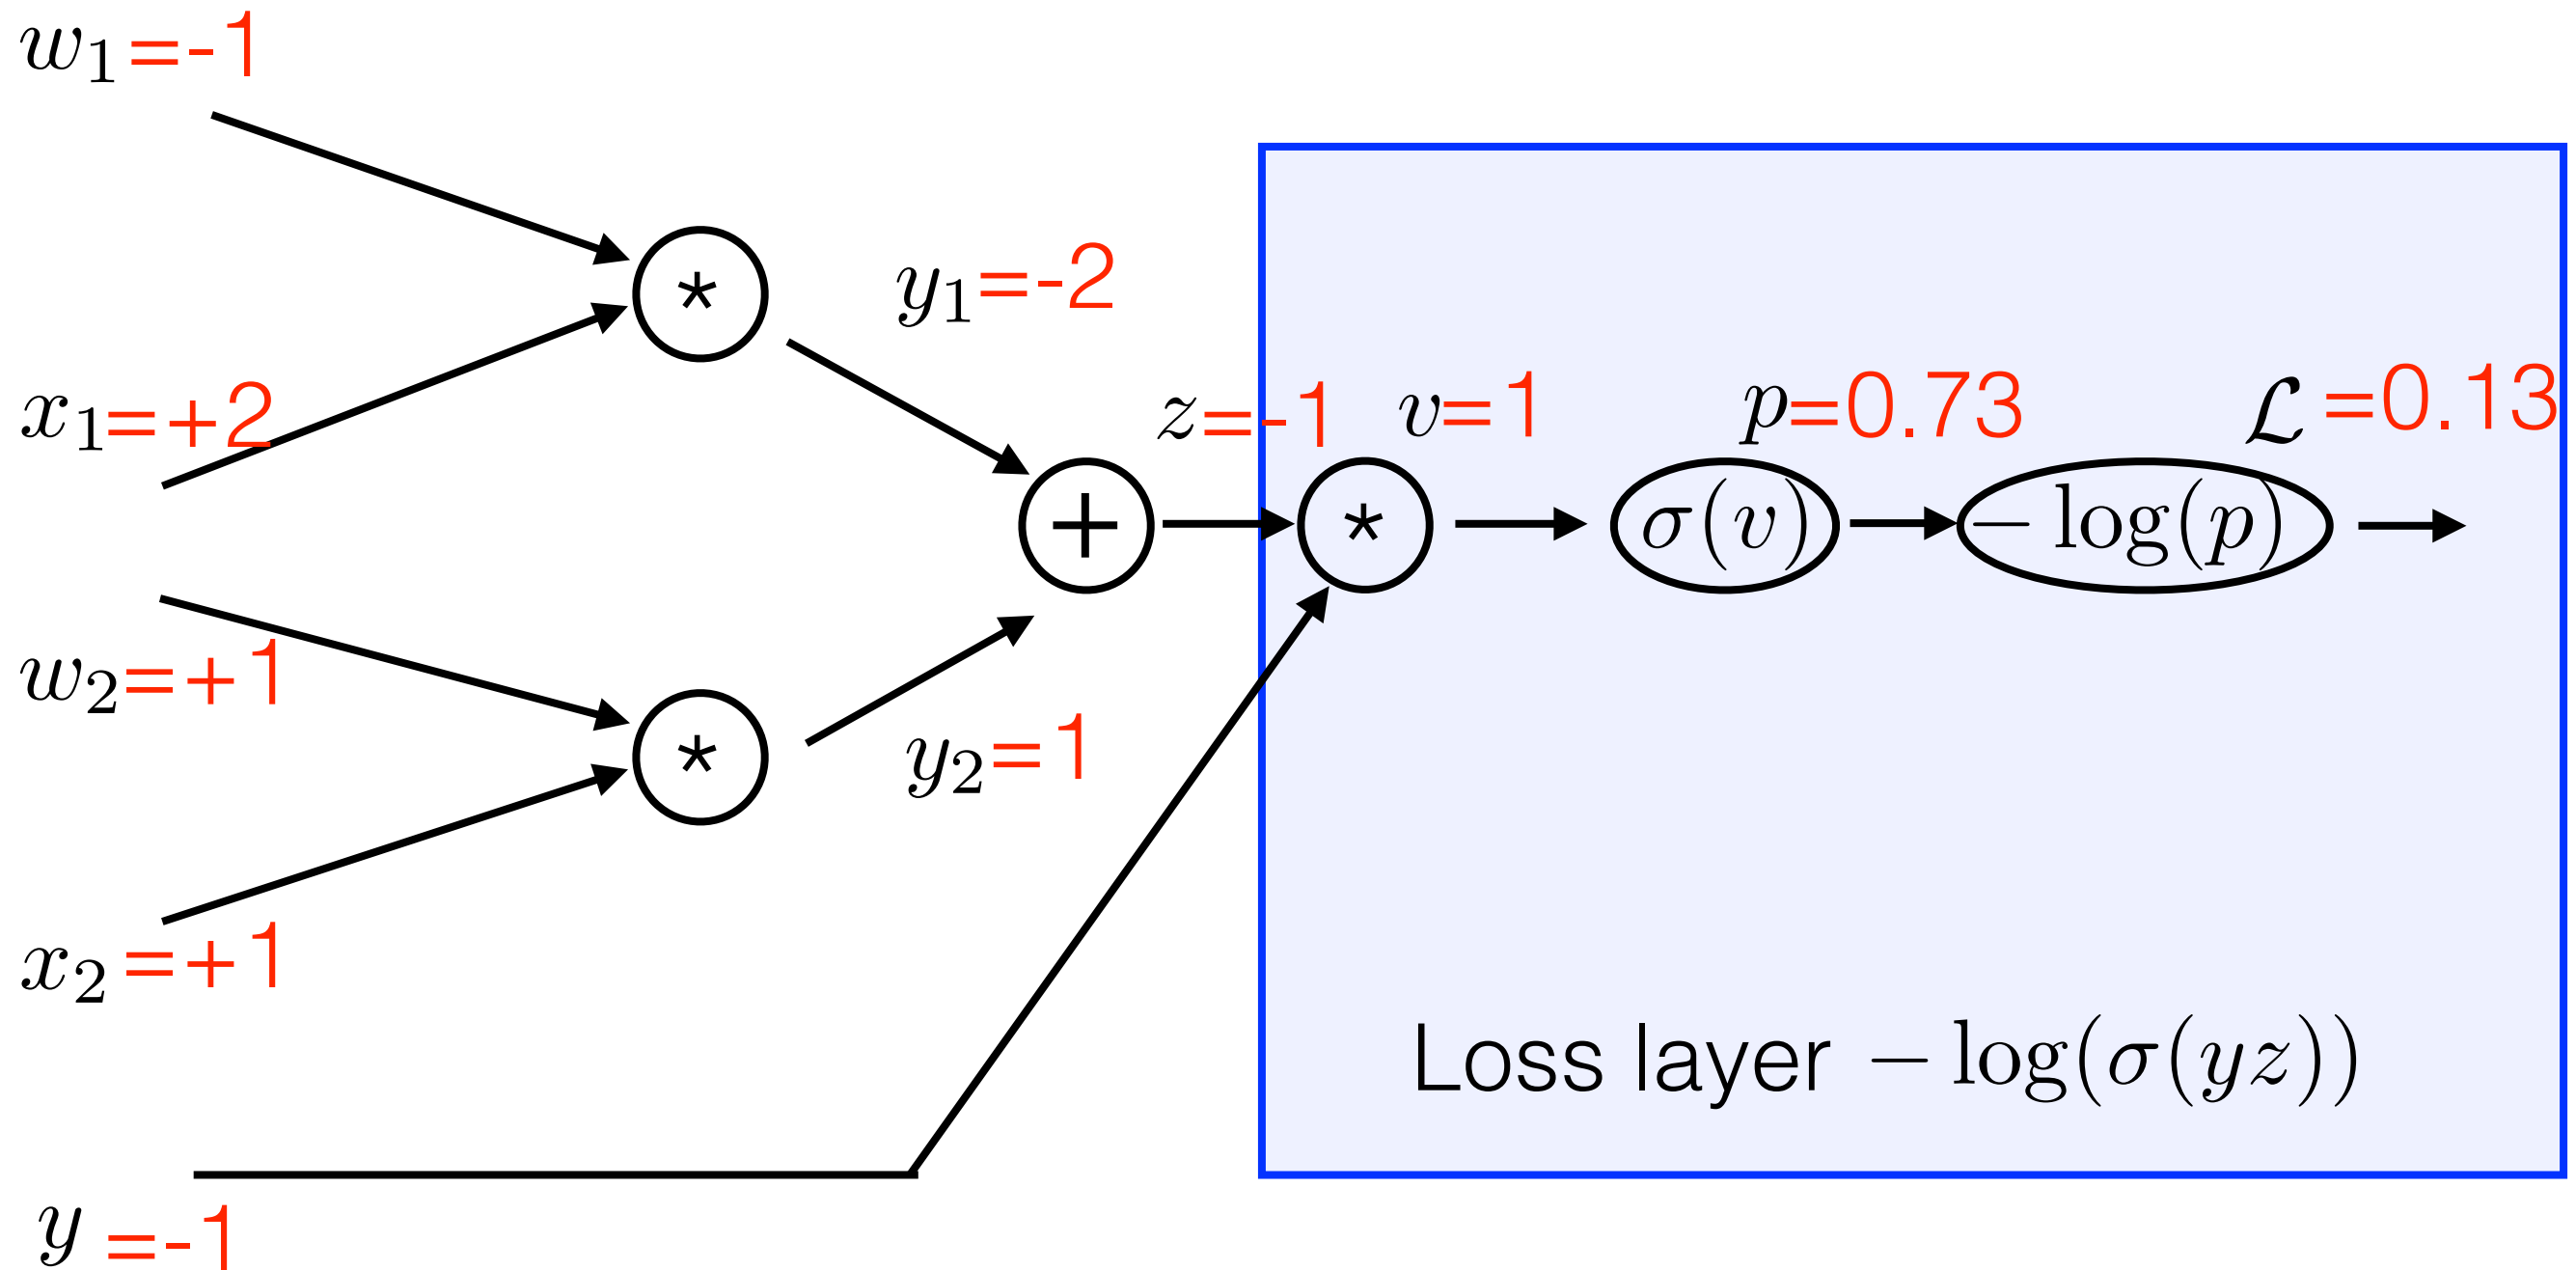 w₁=-1
*
y₁=-2
x₁=+2
z=-1
v=1
p=0.73
ℒ=0.13
+
*
σ(v)
− log(p)
w₂=+1
*
y₂=1
x₂=+1
Loss layer − log(σ(yz))
y=-1